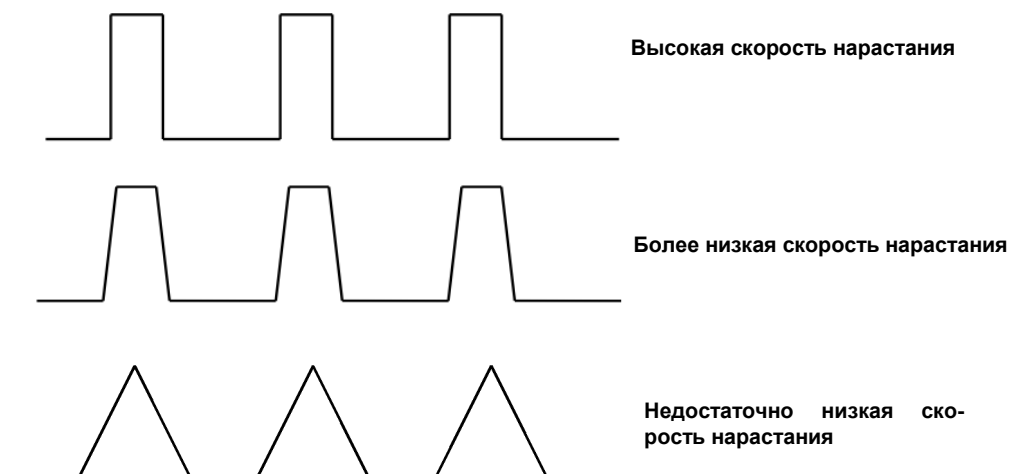 Высокая скорость нарастания
Более низкая скорость нарастания
Недостаточно низкая ско-
рость нарастания